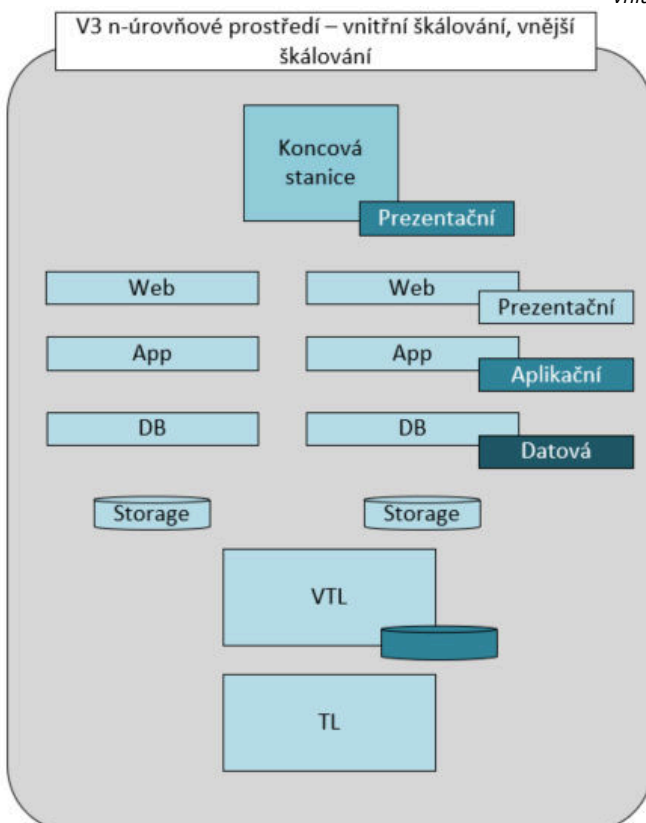 V3 n-úrovňové prostředí – vnitřní škálování, vnější
škálování
Koncová
stanice
Prezentační
Web
Web
Prezentační
App
App
Aplikační
DB
DB
Datová
Storage
Storage
VTL
TL